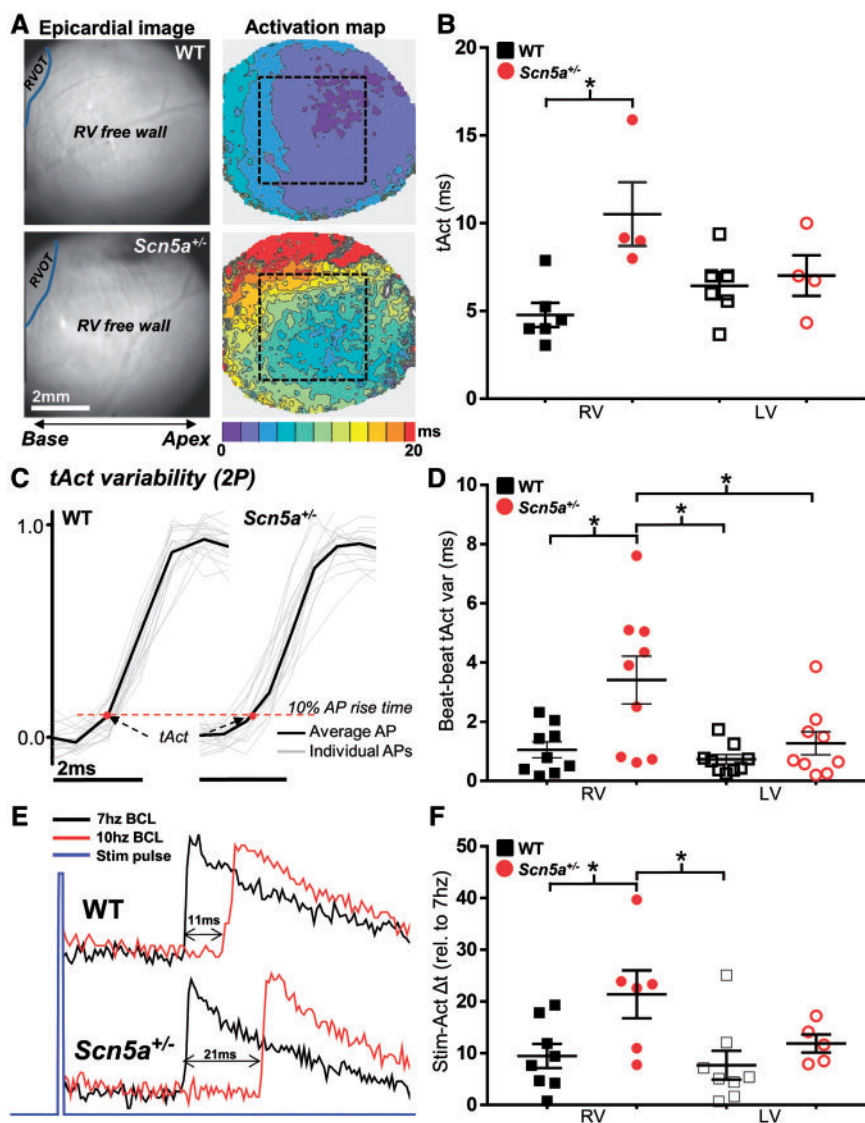 A
Epicardial image
Activation map
WT
RVOT
RV free wall
Scn5a+/-
RVOT
RV free wall
2mm
Base
Apex
ms
0
20
B
WT
Scn5a+/-
*
tAct (ms)
20
15
10
5
0
RV
LV
C
tAct variability (2P)
WT
Scn5a+/-
1.0
0.0
10% AP rise time
tAct
Average AP
Individual APs
2ms
D
WT
Scn5a+/-
*
*
*
Beat-beat tAct var (ms)
10
8
6
4
2
0
RV
LV
E
7hz BCL
10hz BCL
Stim pulse
WT
11ms
Scn5a+/-
21ms
F
WT
Scn5a+/-
*
*
Stim-Act Δt (rel. to 7hz)
50
40
30
20
10
0
RV
LV